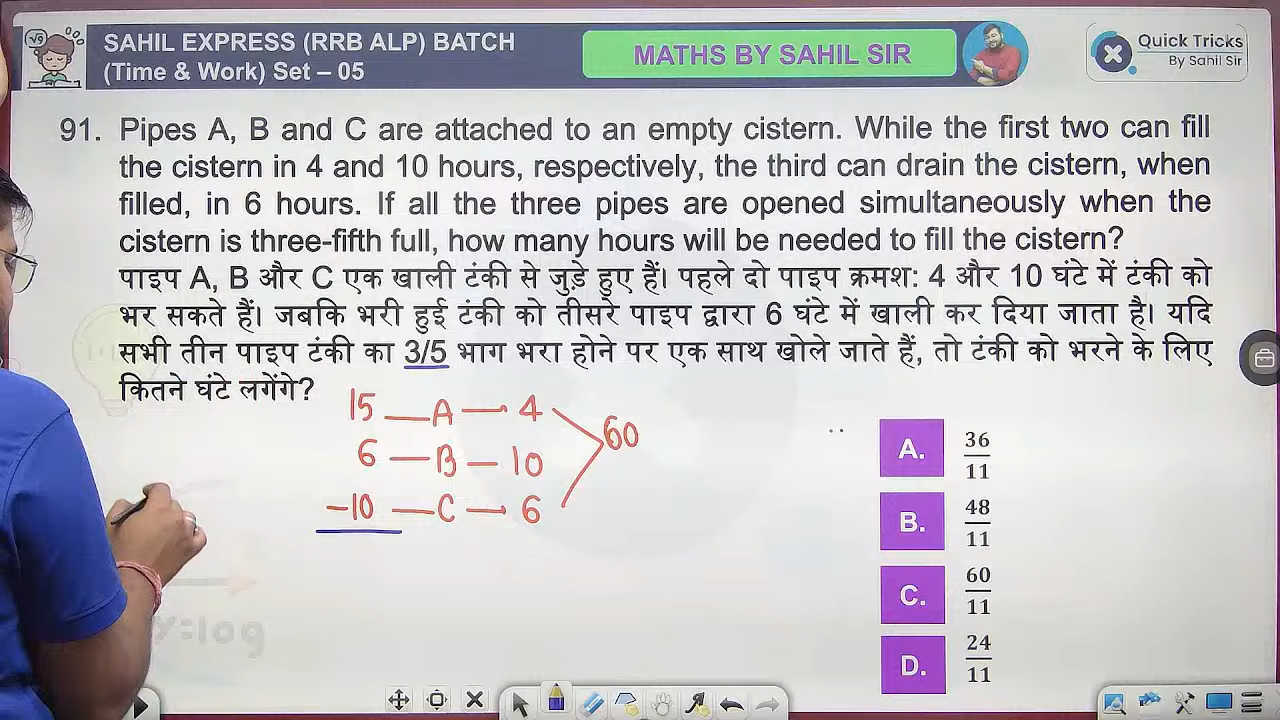 SAHIL EXPRESS (RRB ALP) BATCH
(Time & Work) Set – 05
MATHS BY SAHIL SIR
Quick Tricks
By Sahil Sir
91. Pipes A, B and C are attached to an empty cistern. While the first two can fill
the cistern in 4 and 10 hours, respectively, the third can drain the cistern, when
filled, in 6 hours. If all the three pipes are opened simultaneously when the
cistern is three-fifth full, how many hours will be needed to fill the cistern?
पाइप A, B और C एक खाली टंकी से जुड़े हुए हैं। पहले दो पाइप क्रमश: 4 और 10 घंटे में टंकी को
भर सकते हैं। जबकि भरी हुई टंकी को तीसरे पाइप द्वारा 6 घंटे में खाली कर दिया जाता है। यदि
सभी तीन पाइप टंकी का 3/5 भाग भरा होने पर एक साथ खोले जाते हैं, तो टंकी को भरने के लिए
कितने घंटे लगेंगे?
15 — A — 4
60
6 — B — 10
-10 — C — 6
A. 36/11
B. 48/11
C. 60/11
D. 24/11
y=log